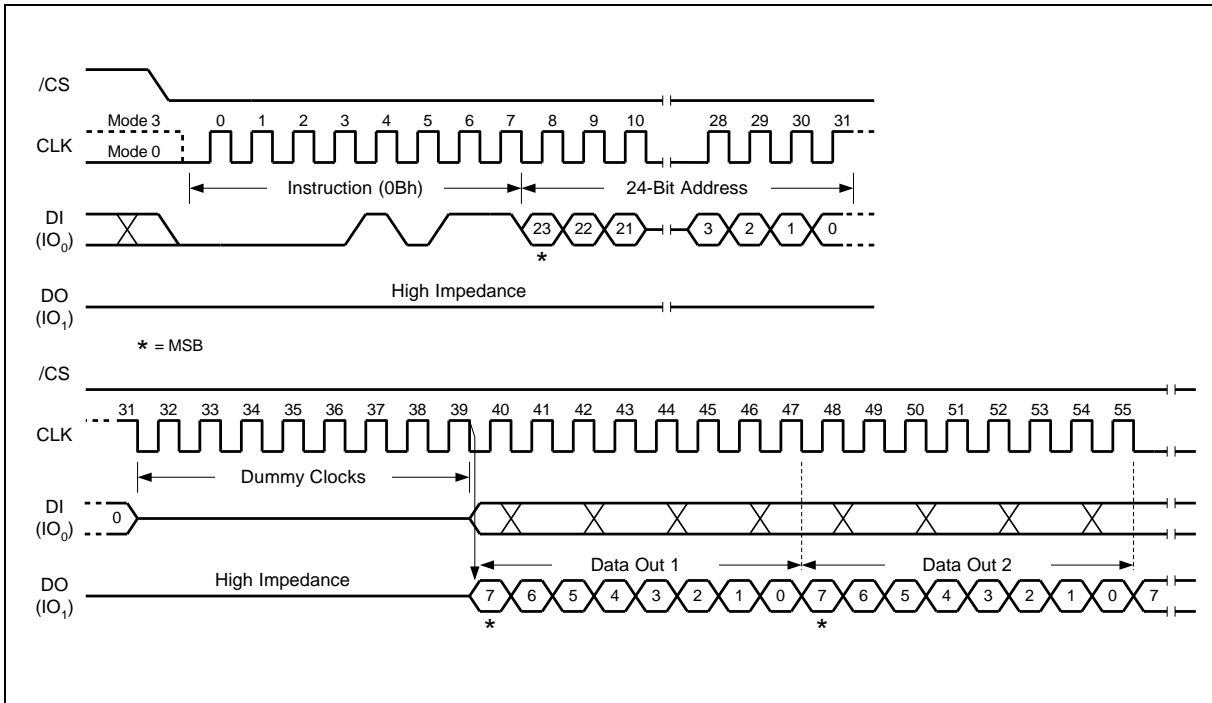 /CS
Mode 3
0 1 2 3 4 5 6 7 8 9 10 28 29 30 31
CLK
Mode 0
Instruction (0Bh) 24-Bit Address
DI
(IO0)
23 22 21 3 2 1 0
*
High Impedance
DO
(IO1)
* = MSB
/CS
31 32 33 34 35 36 37 38 39 40 41 42 43 44 45 46 47 48 49 50 51 52 53 54 55
CLK
Dummy Clocks
DI
(IO0)
0
Data Out 1 Data Out 2
High Impedance
DO
(IO1)
7 6 5 4 3 2 1 0 7 6 5 4 3 2 1 0 7
* *